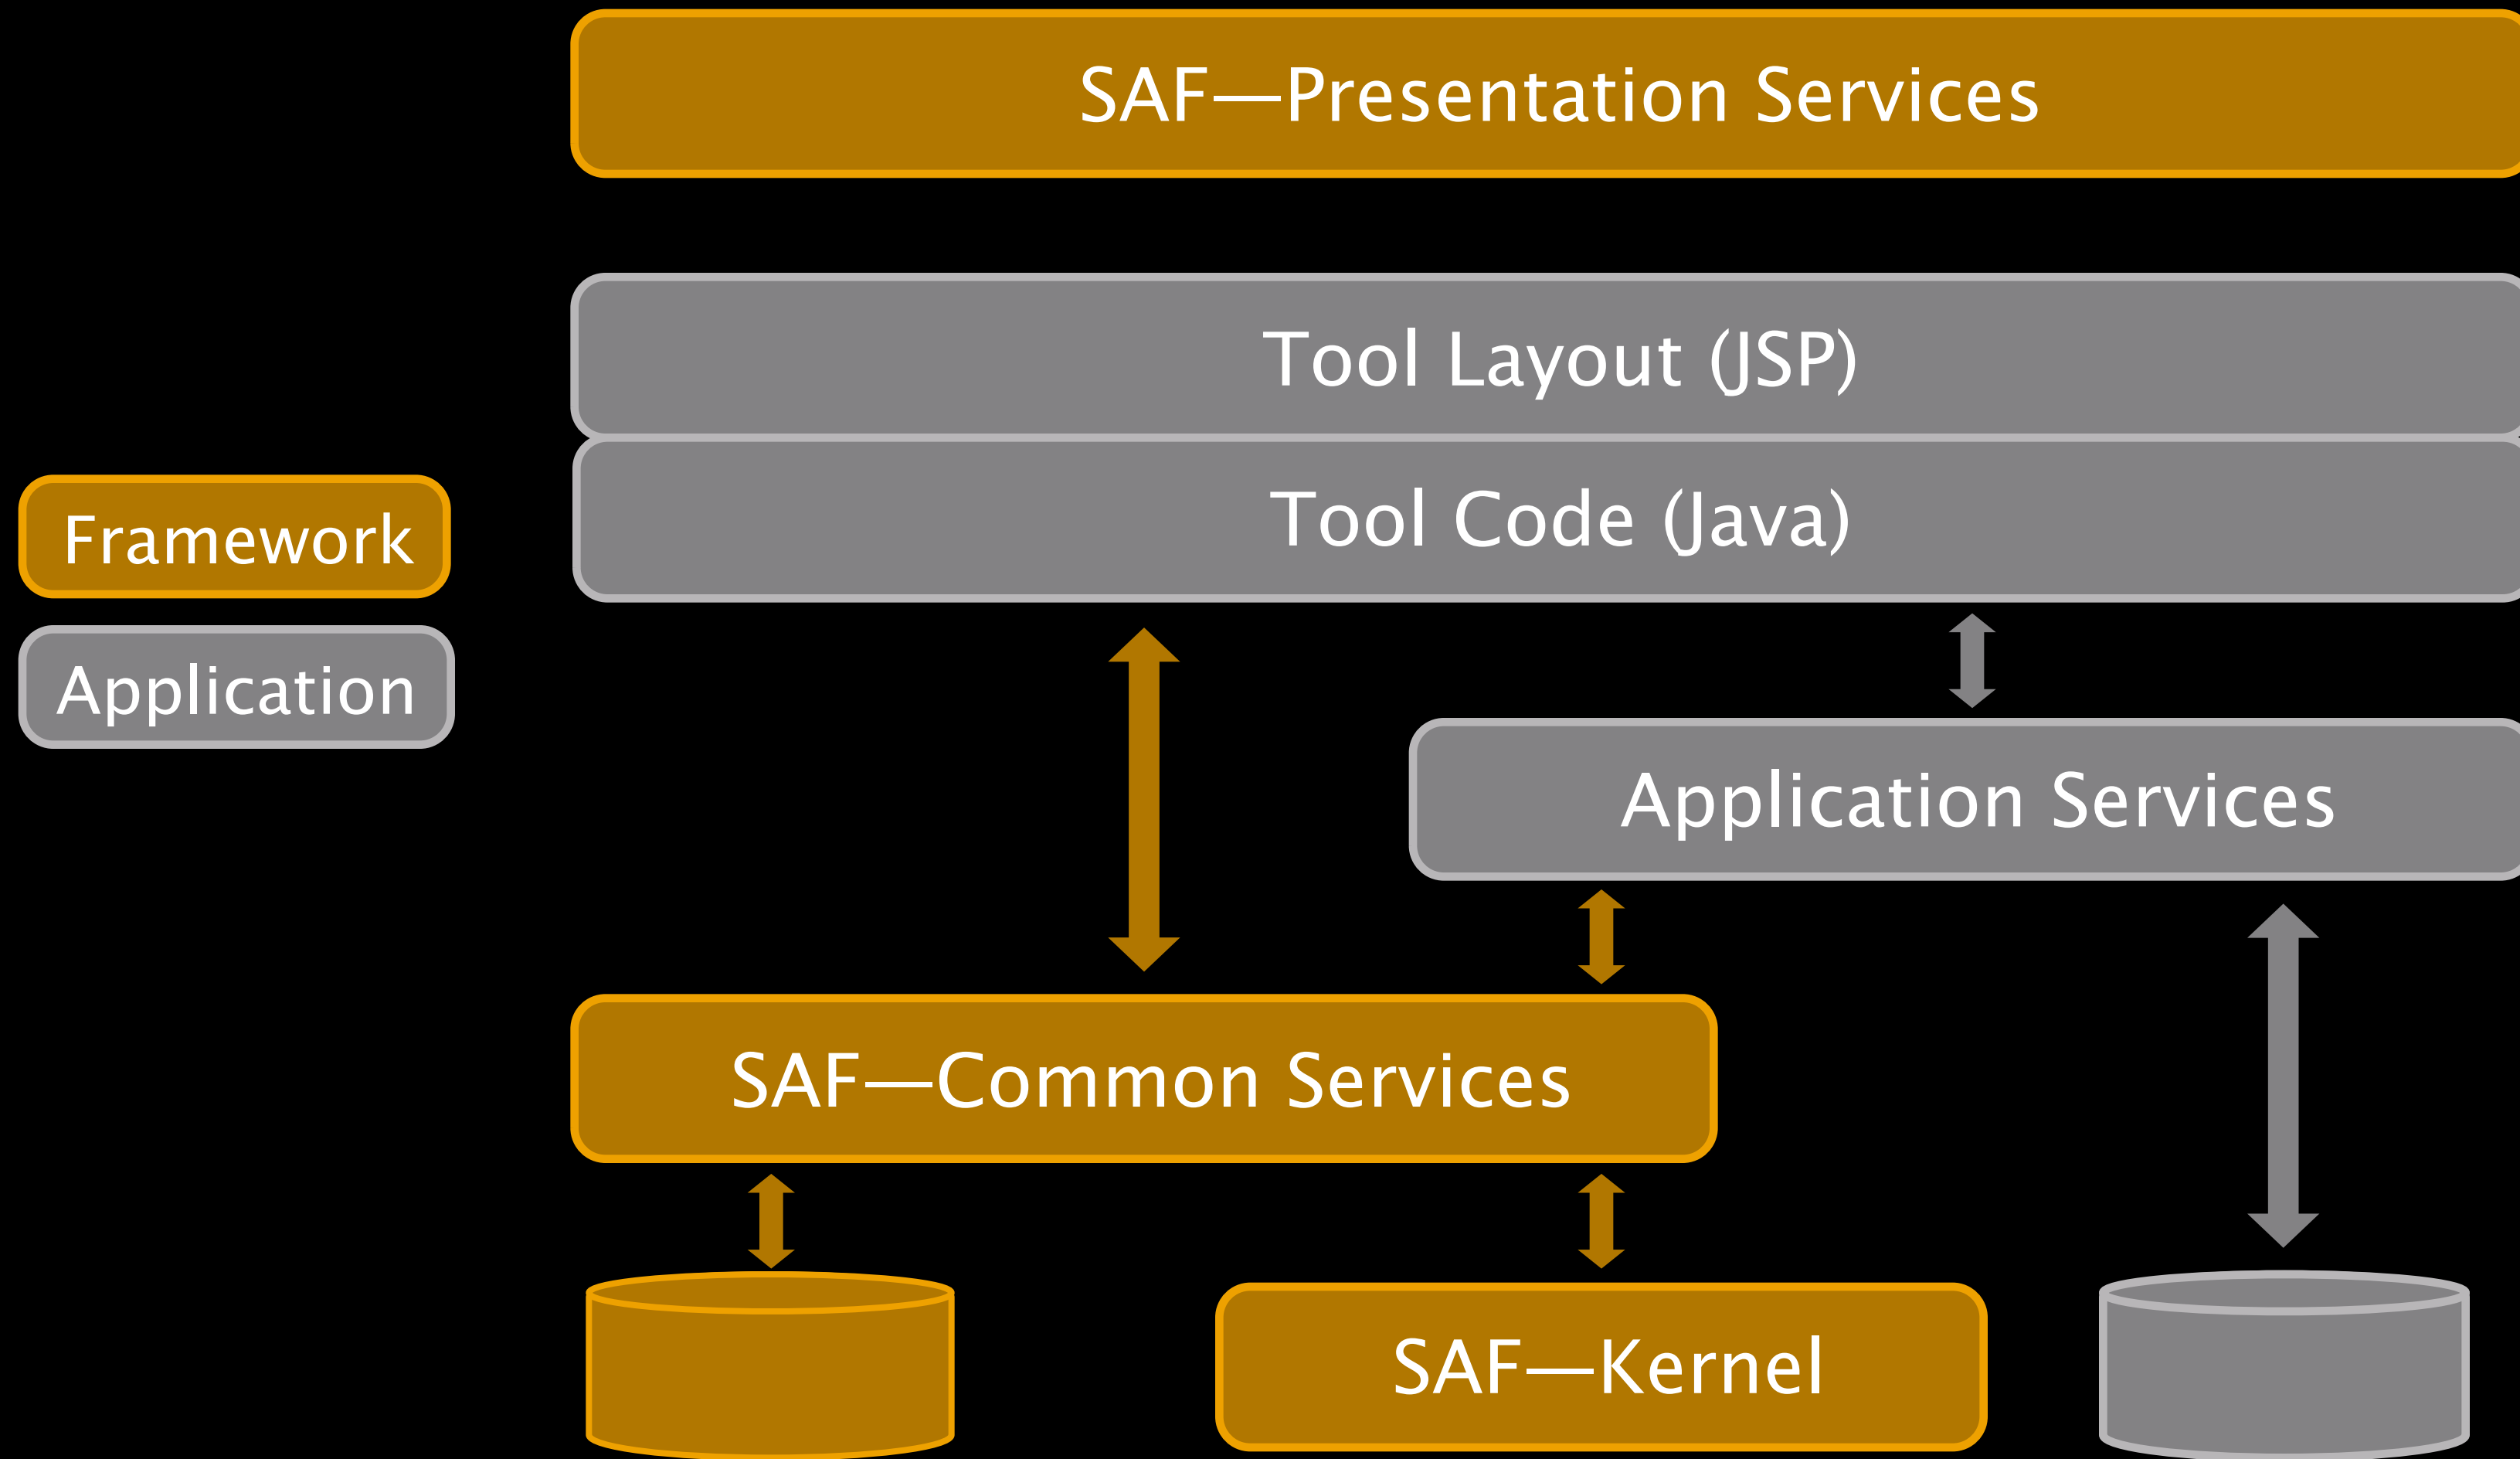 SAF—Presentation Services
Tool Layout (JSP)
Tool Code (Java)
Framework
Application
Application Services
SAF—Common Services
SAF—Kernel